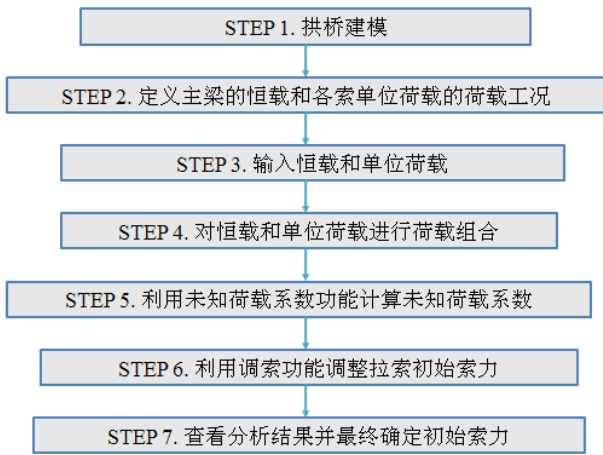 STEP 1. 拱桥建模
STEP 2. 定义主梁的恒载和各索单位荷载的荷载工况
STEP 3. 输入恒载和单位荷载
STEP 4. 对恒载和单位荷载进行荷载组合
STEP 5. 利用未知荷载系数功能计算未知荷载系数
STEP 6. 利用调索功能调整拉索初始索力
STEP 7. 查看分析结果并最终确定初始索力